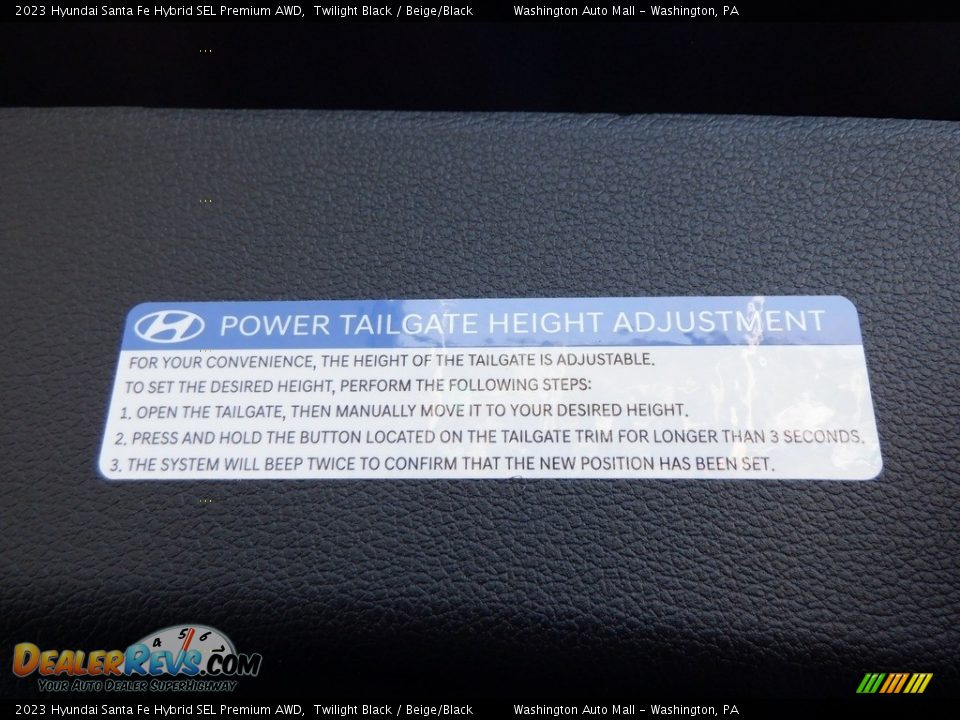 2023 Hyundai Santa Fe Hybrid SEL Premium AWD, Twilight Black / Beige/Black Washington Auto Mall - Washington, PA
POWER TAILGATE HEIGHT ADJUSTMENT
FOR YOUR CONVENIENCE, THE HEIGHT OF THE TAILGATE IS ADJUSTABLE.
TO SET THE DESIRED HEIGHT, PERFORM THE FOLLOWING STEPS:
1. OPEN THE TAILGATE, THEN MANUALLY MOVE IT TO YOUR DESIRED HEIGHT.
2. PRESS AND HOLD THE BUTTON LOCATED ON THE TAILGATE TRIM FOR LONGER THAN 3 SECONDS.
3. THE SYSTEM WILL BEEP TWICE TO CONFIRM THAT THE NEW POSITION HAS BEEN SET.
4 5 6 7
DealerRevs.com
Your Auto Dealer SuperHighway
2023 Hyundai Santa Fe Hybrid SEL Premium AWD, Twilight Black / Beige/Black Washington Auto Mall - Washington, PA